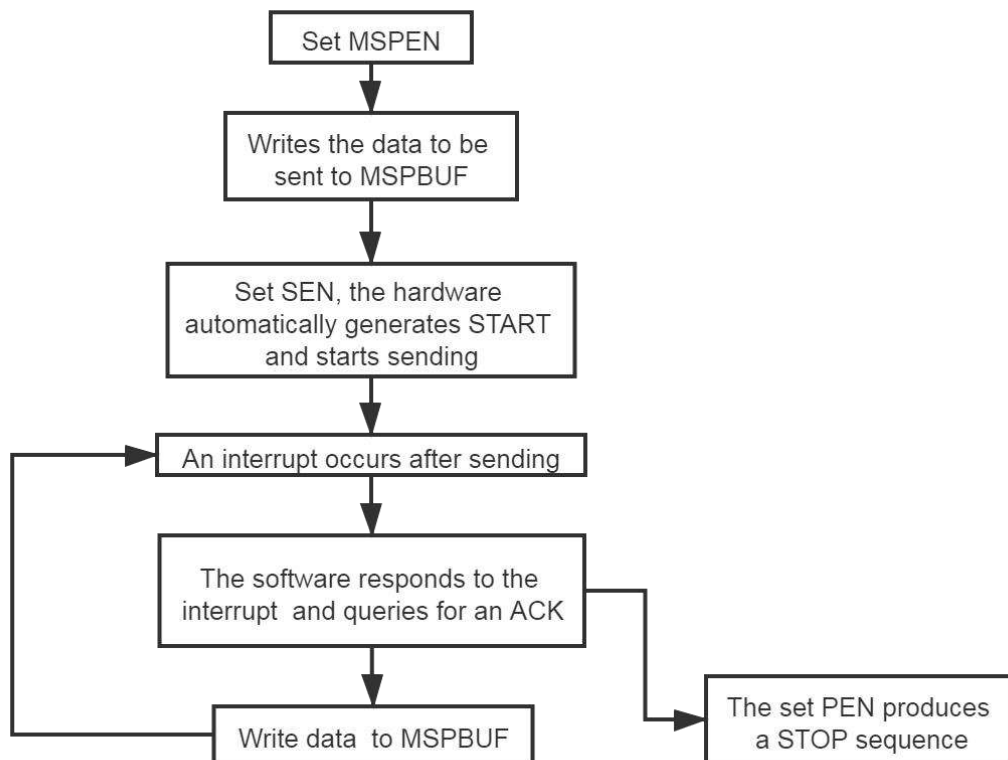 Set MSPEN
Writes the data to be
sent to MSPBUF
Set SEN, the hardware
automatically generates START
and starts sending
An interrupt occurs after sending
The software responds to the
interrupt and queries for an ACK
Write data to MSPBUF
The set PEN produces
a STOP sequence